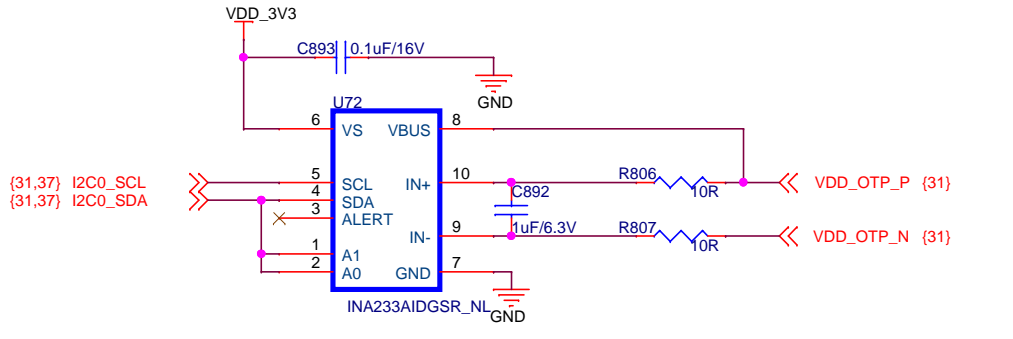 VDD_3V3
C893 0.1uF/16V
GND
U72
6 VS VBUS 8
{31,37} I2C0_SCL 5 SCL IN+ 10 R806 10R VDD_OTP_P {31}
{31,37} I2C0_SDA 4 SDA C892
3 ALERT
1uF/6.3V
IN- 9 R807 10R VDD_OTP_N {31}
1 A1
2 A0 GND 7
INA233AIDGSR_NL
GND